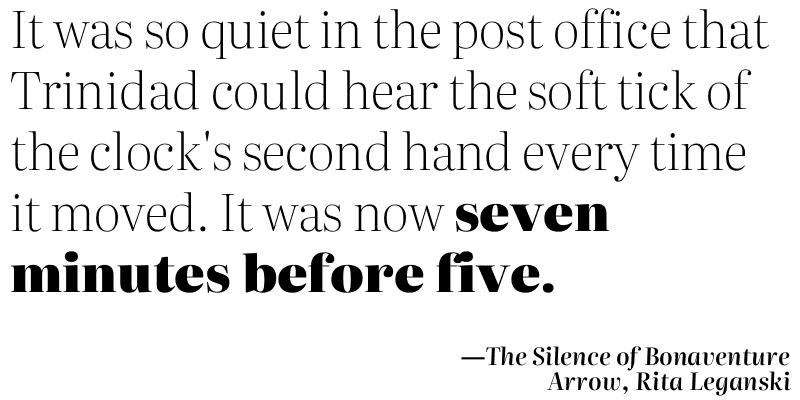 It was so quiet in the post office that
Trinidad could hear the soft tick of
the clock's second hand every time
it moved. It was now seven
minutes before five.
—The Silence of Bonaventure
Arrow, Rita Leganski